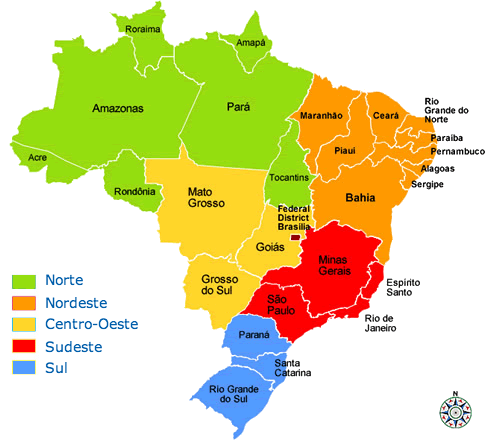 Roraima
Amapá
Amazonas
Pará
Acre
Rondônia
Tocantins
Maranhão
Piaui
Ceará
Rio
Grande do
Norte
Paraiba
Pernambuco
Alagoas
Sergipe
Bahia
Mato
Grosso
Federal
District
Brasilia
Goiás
Grosso
do Sul
Minas
Gerais
Espirito
Santo
São
Paulo
Rio de
Janeiro
Paraná
Santa
Catarina
Rio Grande
do Sul
Norte
Nordeste
Centro-Oeste
Sudeste
Sul
N